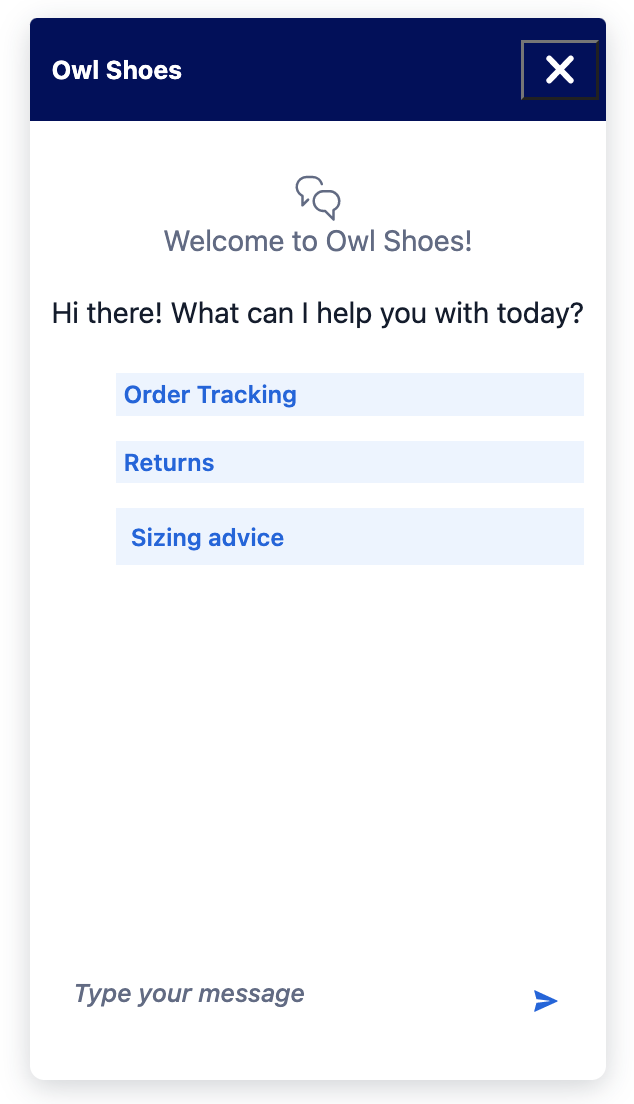 Owl Shoes
Welcome to Owl Shoes!
Hi there! What can I help you with today?
Order Tracking
Returns
Sizing advice
Type your message